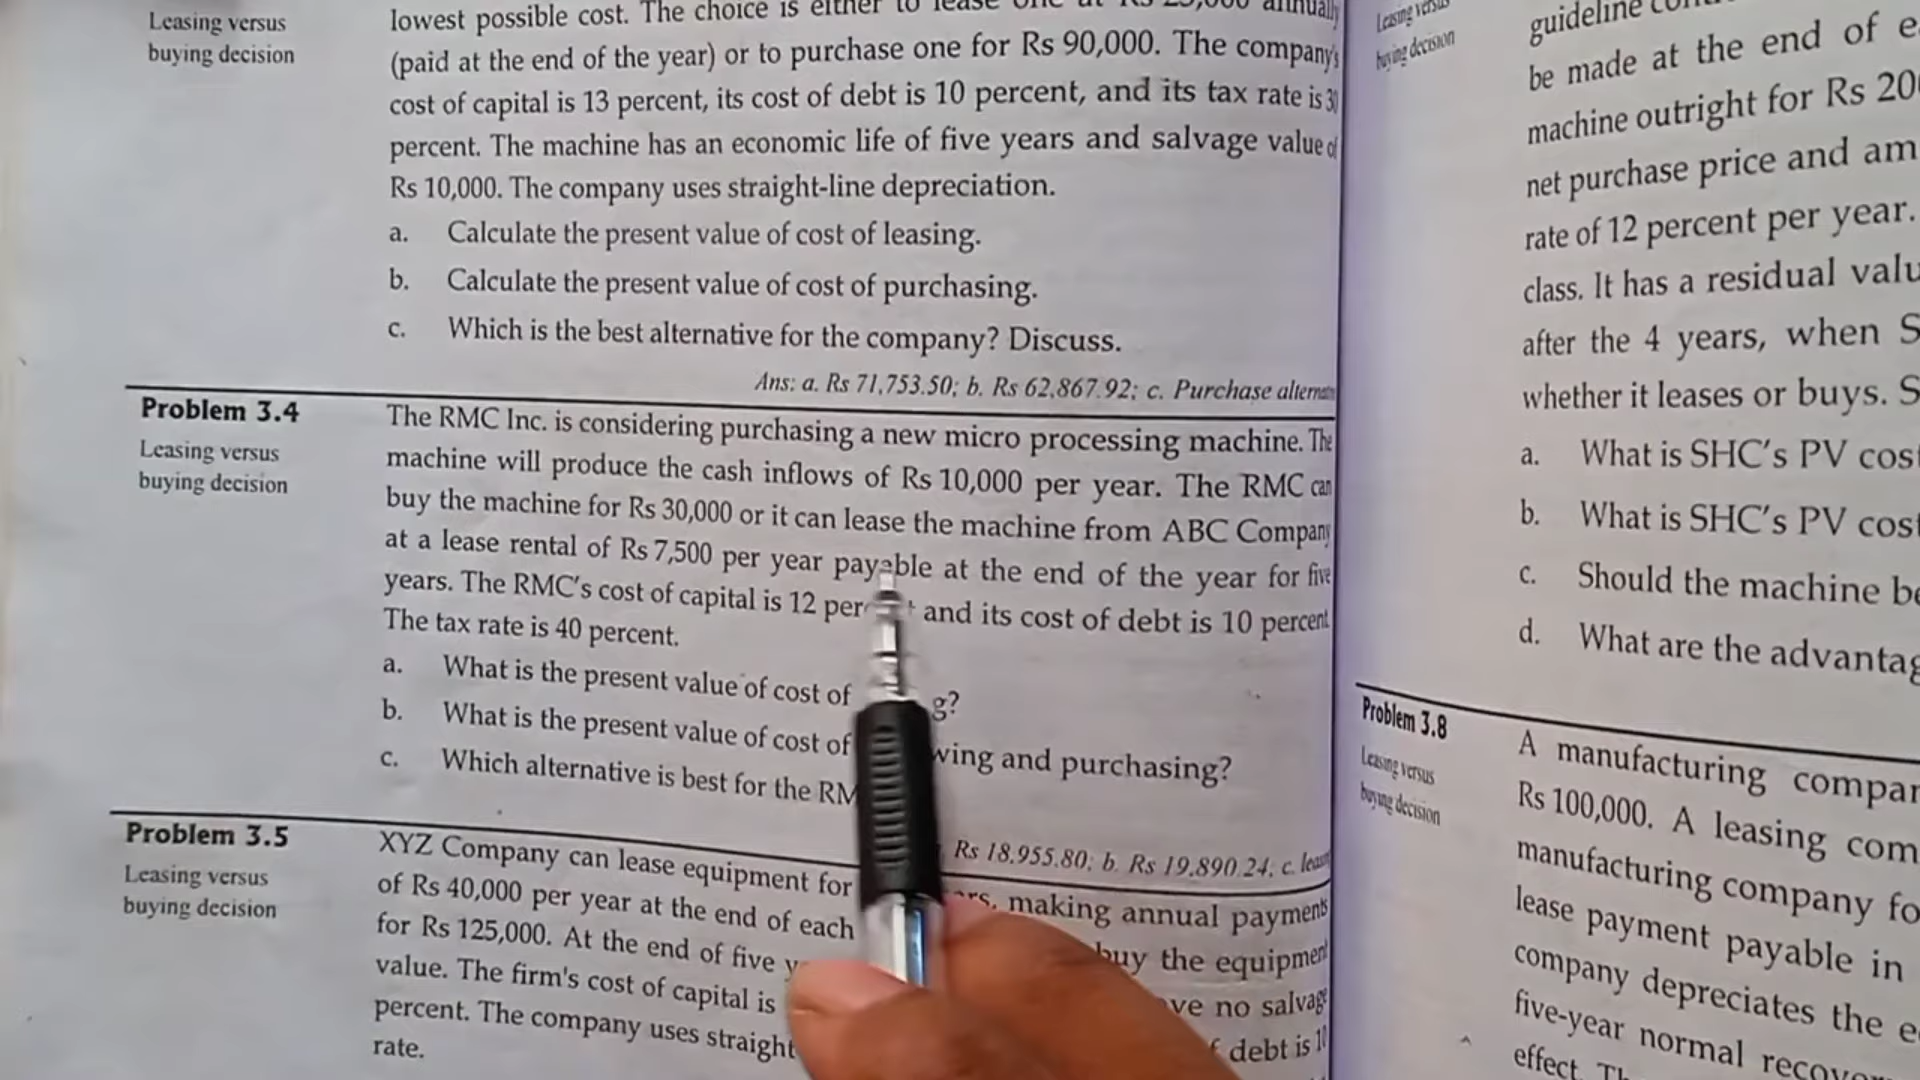 Leasing versus
buying decision
lowest possible cost. The choice is either to lease one at Rs 25,000 annually
(paid at the end of the year) or to purchase one for Rs 90,000. The company's
cost of capital is 13 percent, its cost of debt is 10 percent, and its tax rate is 30
percent. The machine has an economic life of five years and salvage value of
Rs 10,000. The company uses straight-line depreciation.
a. Calculate the present value of cost of leasing.
b. Calculate the present value of cost of purchasing.
c. Which is the best alternative for the company? Discuss.
Ans: a. Rs 71,753.50; b. Rs 62,867.92; c. Purchase
Problem 3.4
Leasing versus
buying decision
The RMC Inc. is considering purchasing a new micro processing machine. The
machine will produce the cash inflows of Rs 10,000 per year. The RMC can
buy the machine for Rs 30,000 or it can lease the machine from ABC Company
at a lease rental of Rs 7,500 per year payable at the end of the year for five
years. The RMC's cost of capital is 12 percent and its cost of debt is 10 percent
The tax rate is 40 percent.
a. What is the present value of cost of g?
b. What is the present value of cost of wing and purchasing?
c. Which alternative is best for the RM
Rs 18,955.80; b. Rs 19,890.24; c.
Problem 3.5
Leasing versus
buying decision
XYZ Company can lease equipment for making annual payments
of Rs 40,000 per year at the end of each buy the equipment
for Rs 125,000. At the end of five no salvage
value. The firm's cost of capital is debt is 10
percent. The company uses straight
rate.
Leasing versus
buying decision
guideline
be made at the end of
machine outright for Rs
net purchase price and
rate of 12 percent per year.
class. It has a residual
after the 4 years, when
whether it leases or buys.
a. What is SHC's PV
b. What is SHC's PV
c. Should the machine
d. What are the
Problem 3.8
Leasing versus
buying decision
A manufacturing
Rs 100,000. A leasing
manufacturing company
lease payment payable in
company depreciates the
five-year normal
effect.